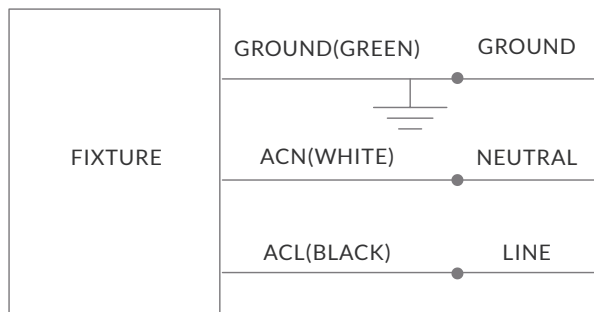 GROUND(GREEN) GROUND
FIXTURE ACN(WHITE) NEUTRAL
ACL(BLACK) LINE